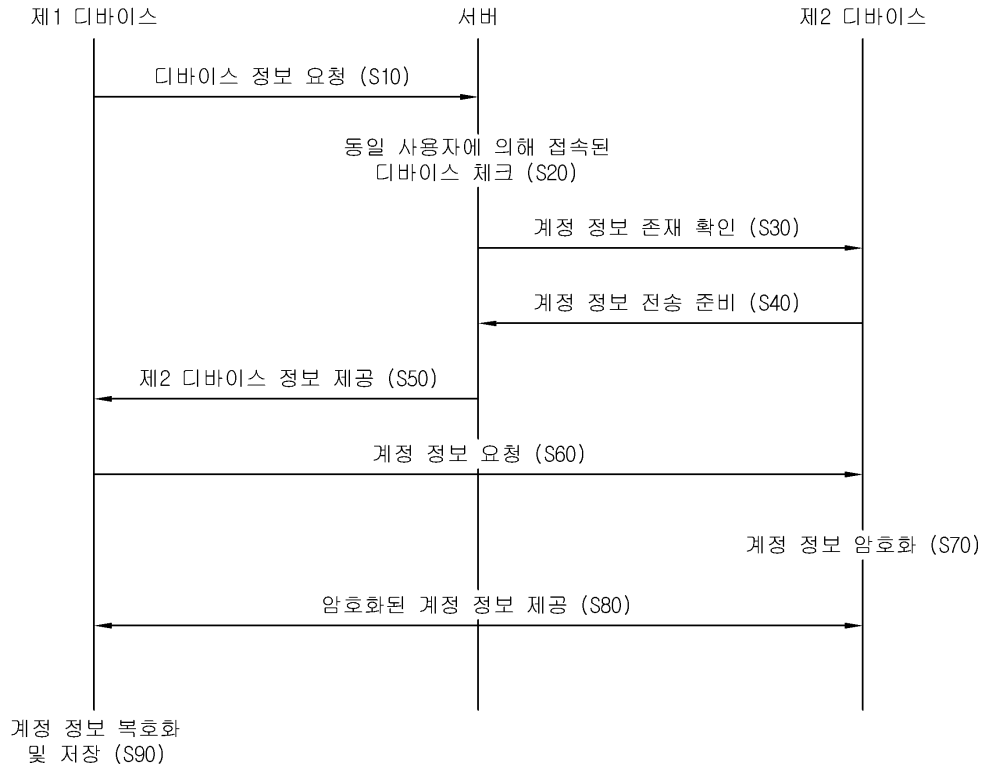 제1 디바이스
서버
제2 디바이스
디바이스 정보 요청 (S10)
동일 사용자에 의해 접속된
디바이스 체크 (S20)
계정 정보 존재 확인 (S30)
계정 정보 전송 준비 (S40)
제2 디바이스 정보 제공 (S50)
계정 정보 요청 (S60)
계정 정보 암호화 (S70)
암호화된 계정 정보 제공 (S80)
계정 정보 복호화
및 저장 (S90)